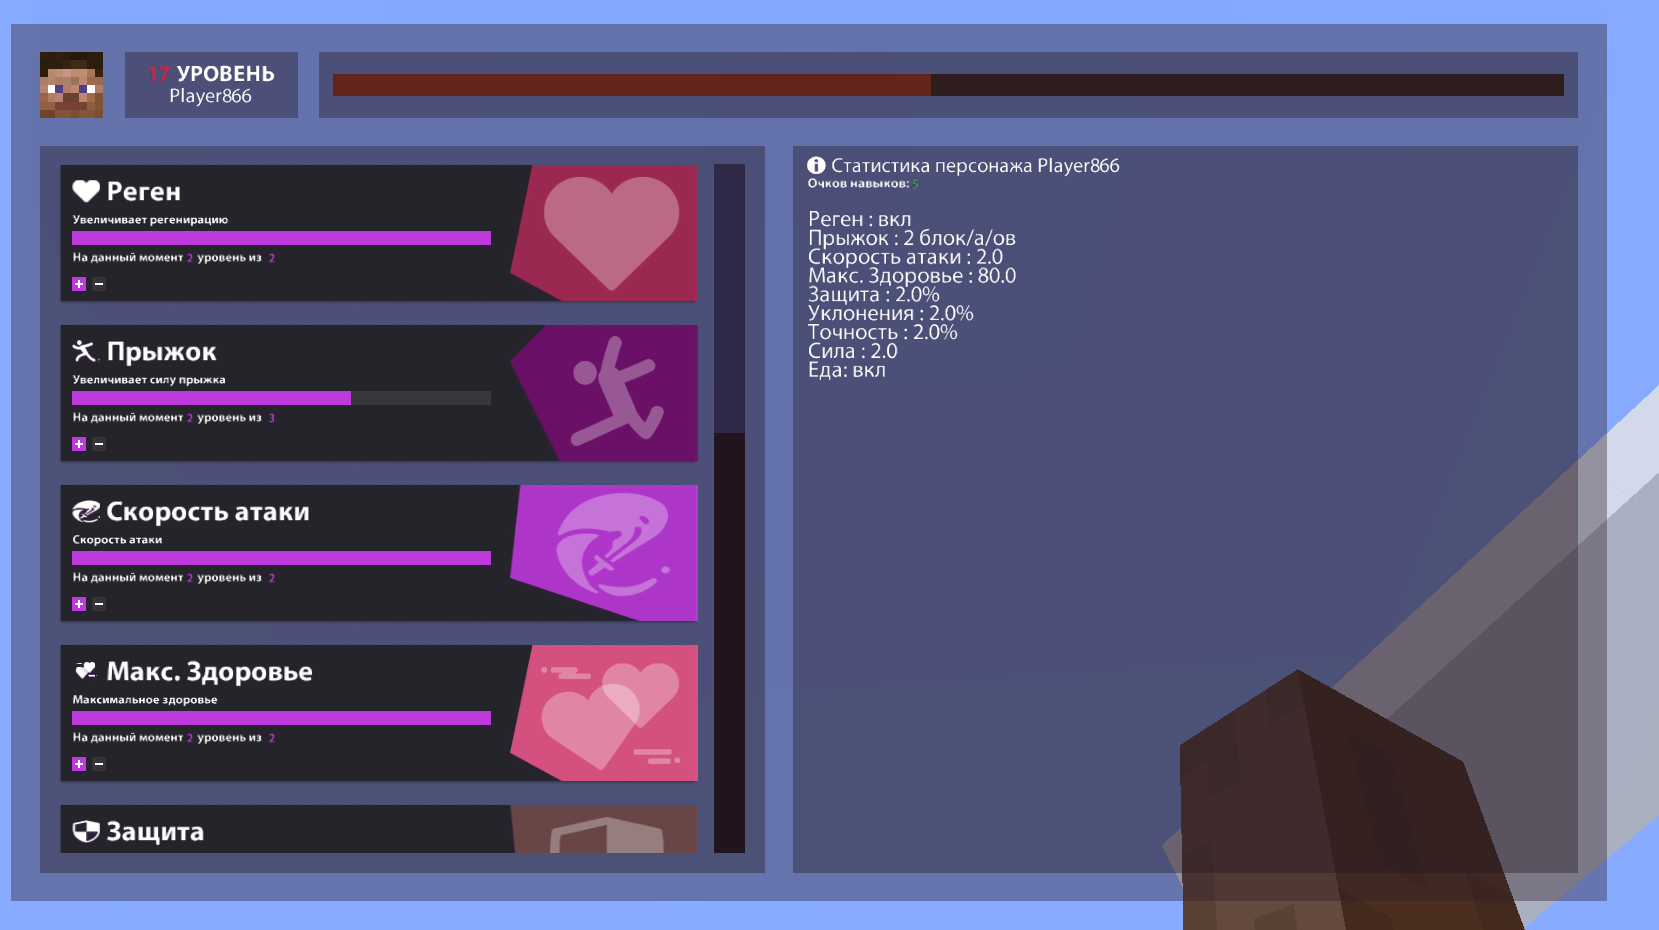 17 УРОВЕНЬ
Player866
Реген
Увеличивает регенирацию
На данный момент 2 уровень из 2
+ −
Прыжок
Увеличивает силу прыжка
На данный момент 2 уровень из 3
+ −
Скорость атаки
Скорость атаки
На данный момент 2 уровень из 2
+ −
Макс. Здоровье
Максимальное здоровье
На данный момент 2 уровень из 2
+ −
Защита
Статистика персонажа Player866
Очков навыков: 5
Реген : вкл
Прыжок : 2 блок/а/ов
Скорость атаки : 2.0
Макс. Здоровье : 80.0
Защита : 2.0%
Уклонения : 2.0%
Точность : 2.0%
Сила : 2.0
Еда: вкл